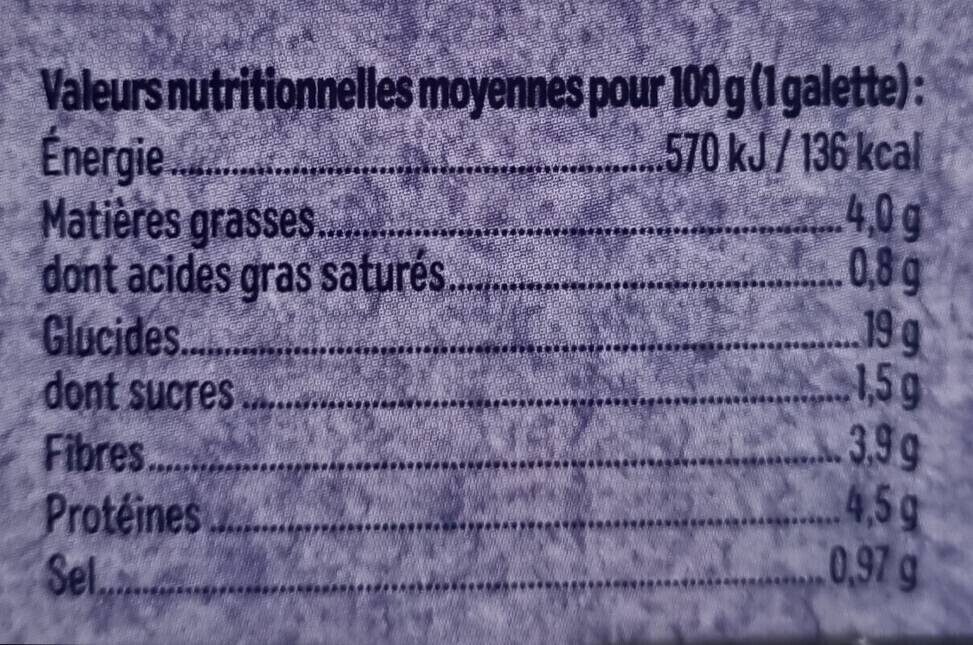 Valeurs nutritionnelles moyennes pour 100 g (1 galette) :
Énergie ........ 570 kJ / 136 kcal
Matières grasses ........ 4,0 g
dont acides gras saturés ........ 0,8 g
Glucides ........ 19 g
dont sucres ........ 1,5 g
Fibres ........ 3,9 g
Protéines ........ 4,5 g
Sel ........ 0,97 g